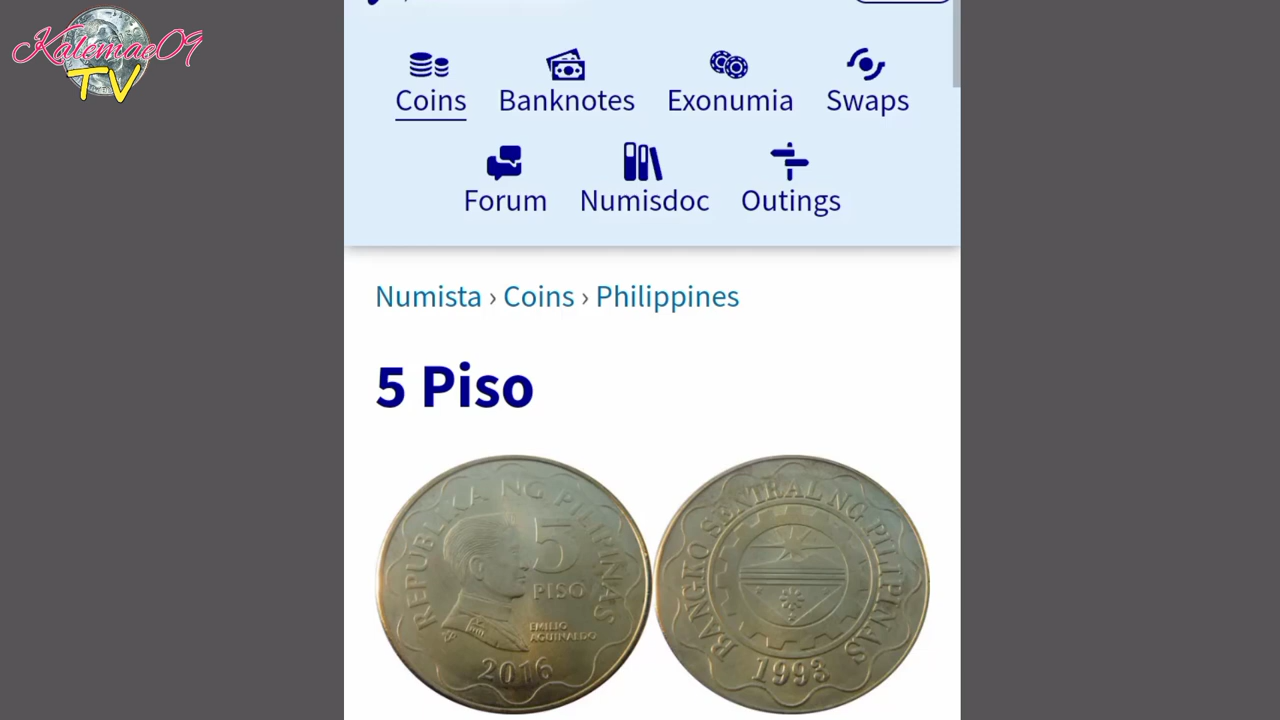 Kalemae09
TV
Coins
Banknotes
Exonumia
Swaps
Forum
Numisdoc
Outings
Numista › Coins › Philippines
5 Piso
REPUBLIKA NG PILIPINAS
5
PISO
EMILIO
AGUINALDO
2016
BANGKO SENTRAL NG PILIPINAS
1993